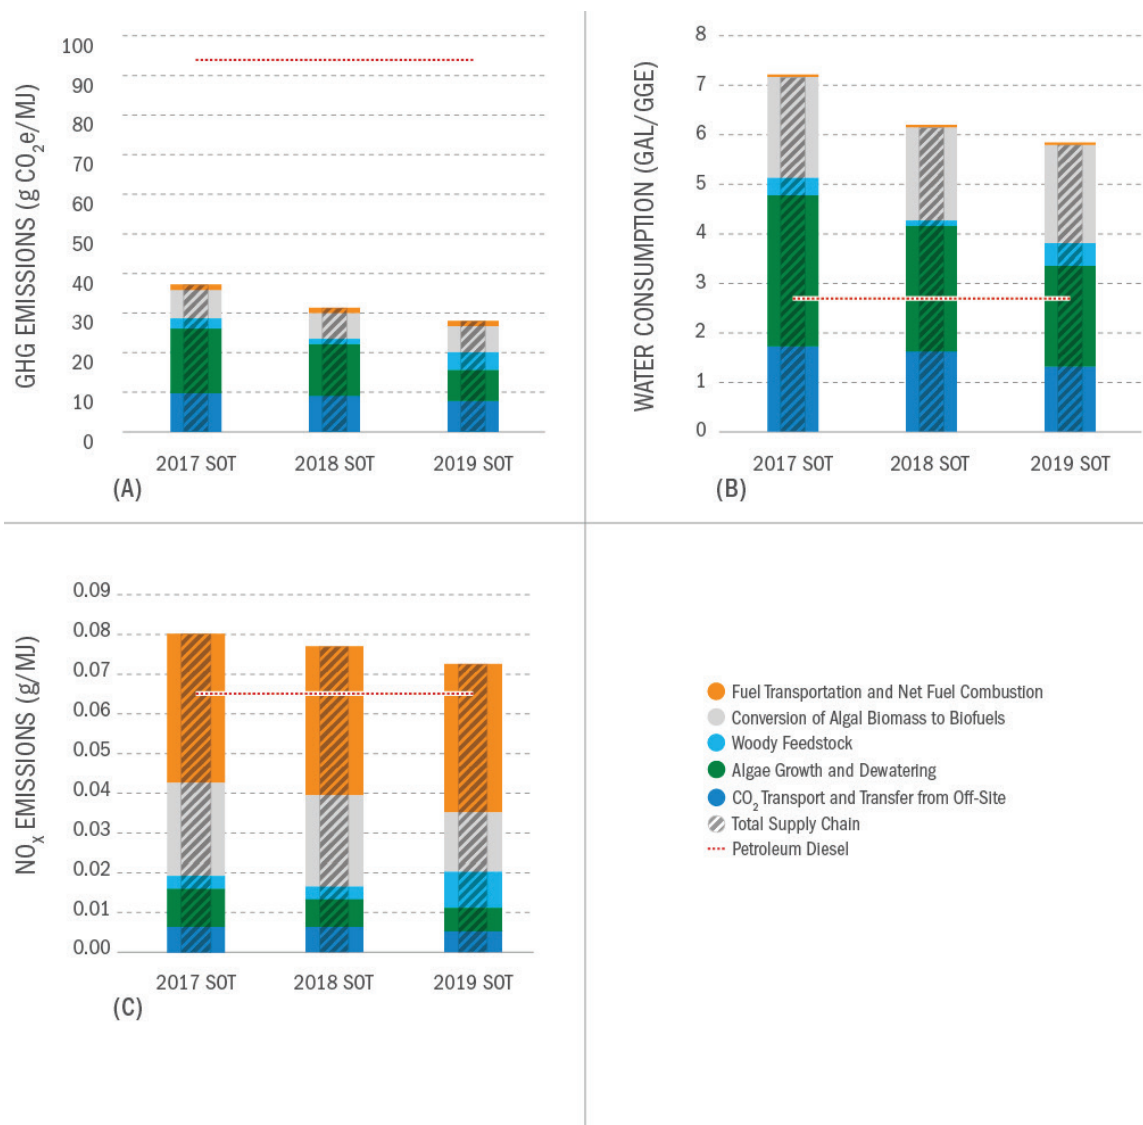 GHG EMISSIONS (g CO2e/MJ)
100
90
80
70
60
50
40
30
20
10
0
2017 SOT 2018 SOT 2019 SOT
(A)
WATER CONSUMPTION (GAL/GGE)
8
7
6
5
4
3
2
1
0
2017 SOT 2018 SOT 2019 SOT
(B)
NOX EMISSIONS (g/MJ)
0.09
0.08
0.07
0.06
0.05
0.04
0.03
0.02
0.01
0.00
2017 SOT 2018 SOT 2019 SOT
(C)
Fuel Transportation and Net Fuel Combustion
Conversion of Algal Biomass to Biofuels
Woody Feedstock
Algae Growth and Dewatering
CO2 Transport and Transfer from Off-Site
Total Supply Chain
Petroleum Diesel